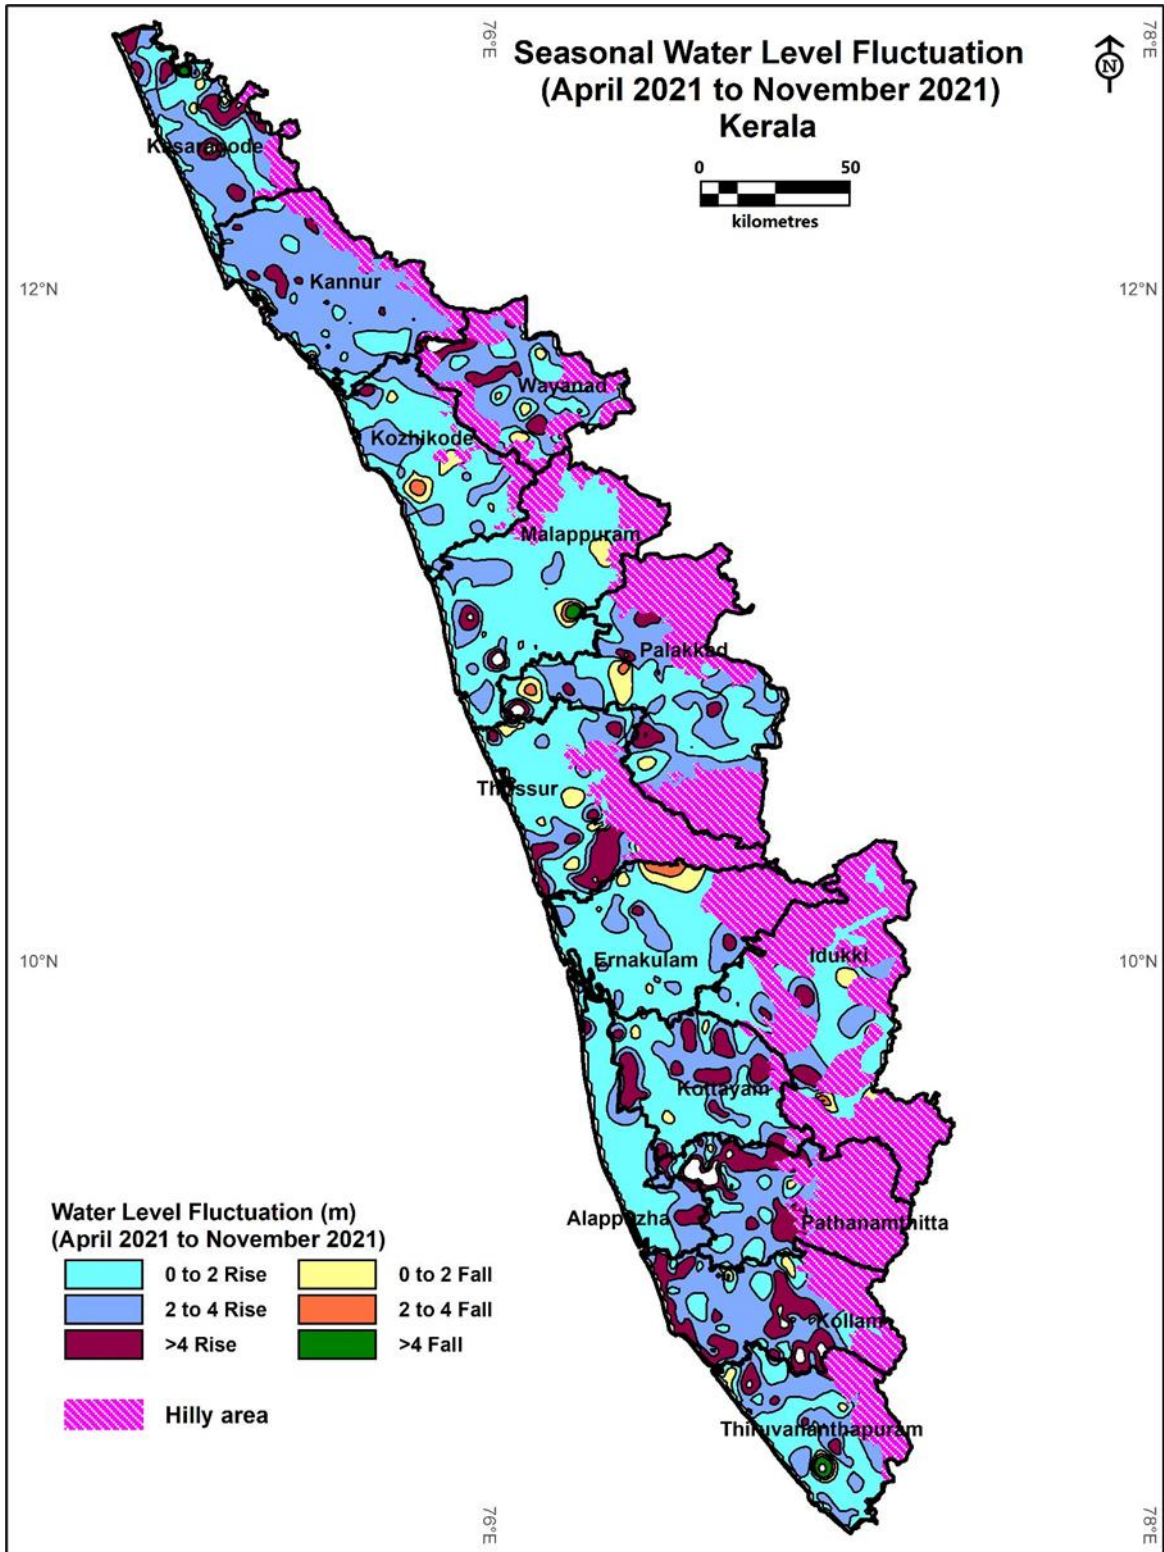 76°E
78°E
Seasonal Water Level Fluctuation
(April 2021 to November 2021)
Kerala
N
0 50
kilometres
Kasaragode
Kannur
12°N
12°N
Wayanad
Kozhikode
Malappuram
Palakkad
Thrissur
Ernakulam
Idukki
10°N
10°N
Kottayam
Alappuzha
Pathanamthitta
Kollam
Thiruvananthapuram
Water Level Fluctuation (m)
(April 2021 to November 2021)
0 to 2 Rise 0 to 2 Fall
2 to 4 Rise 2 to 4 Fall
>4 Rise >4 Fall
Hilly area
76°E
78°E